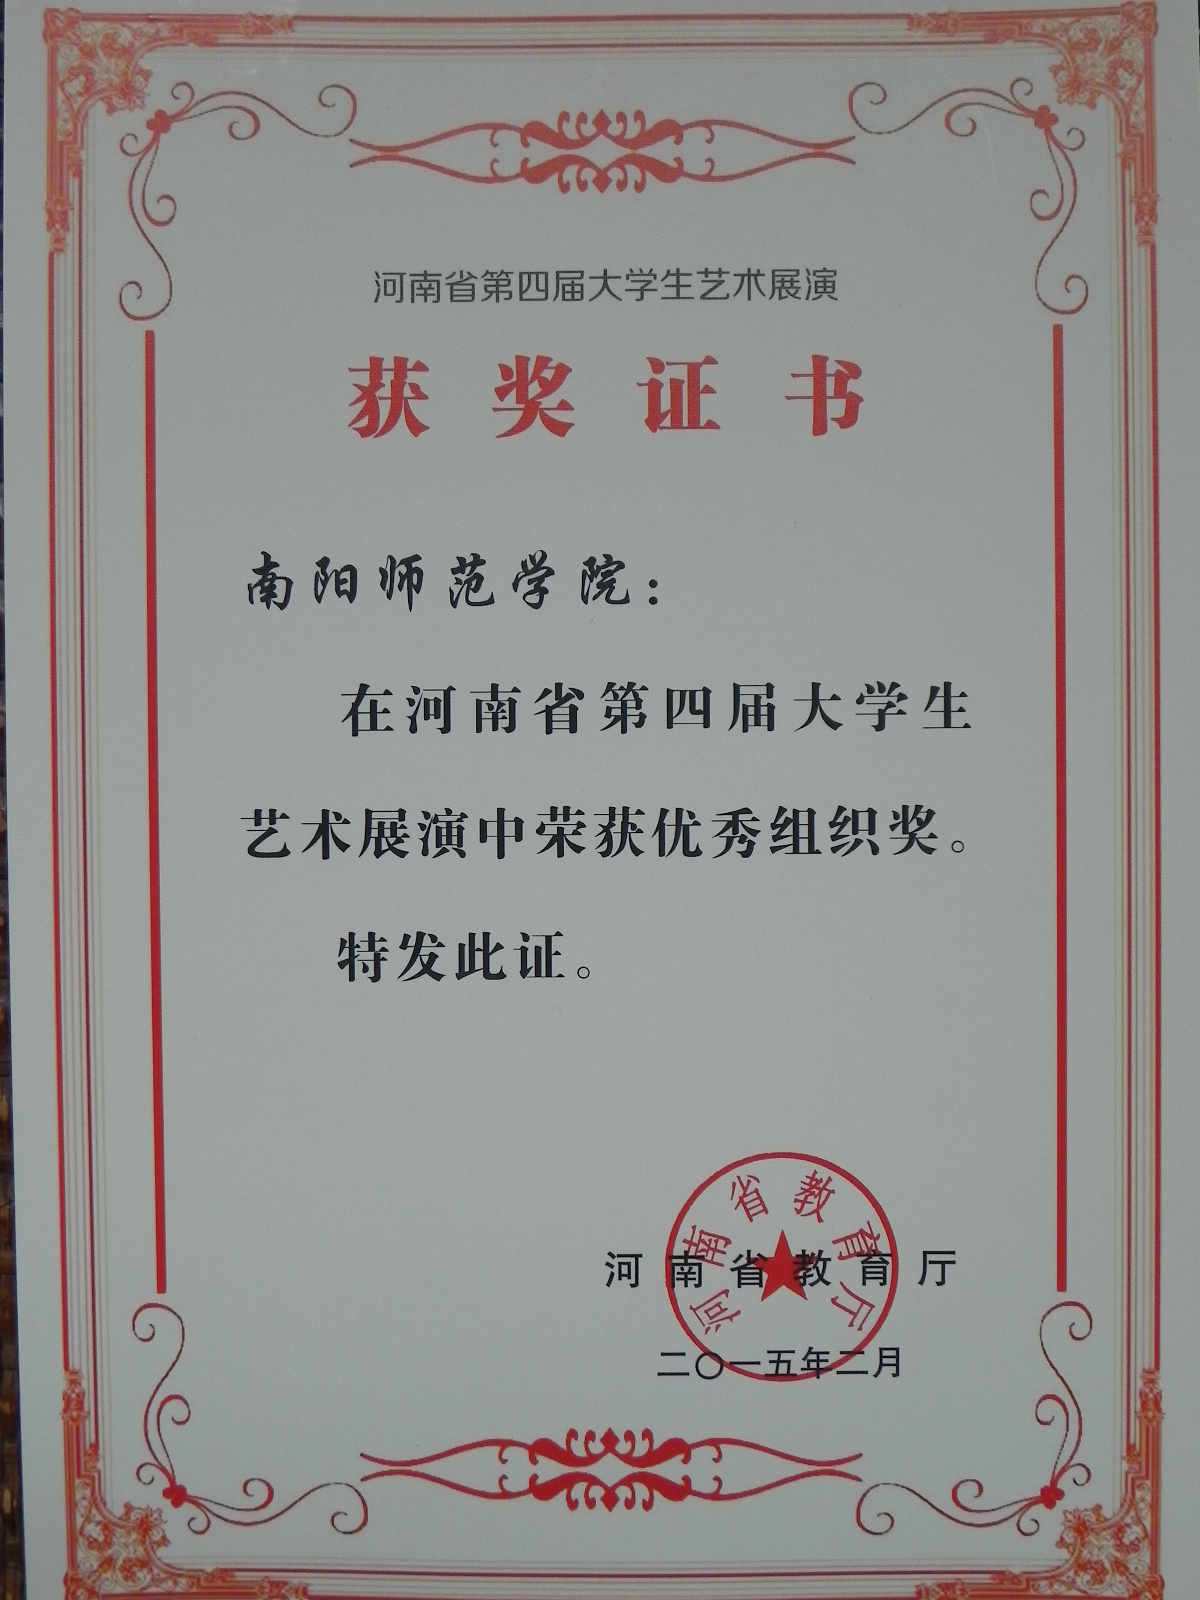 河南省第四届大学生艺术展演
获奖证书
南阳师范学院：
在河南省第四届大学生
艺术展演中荣获优秀组织奖。
特发此证。
河南省教育厅
河南省教育厅
二〇一五年二月